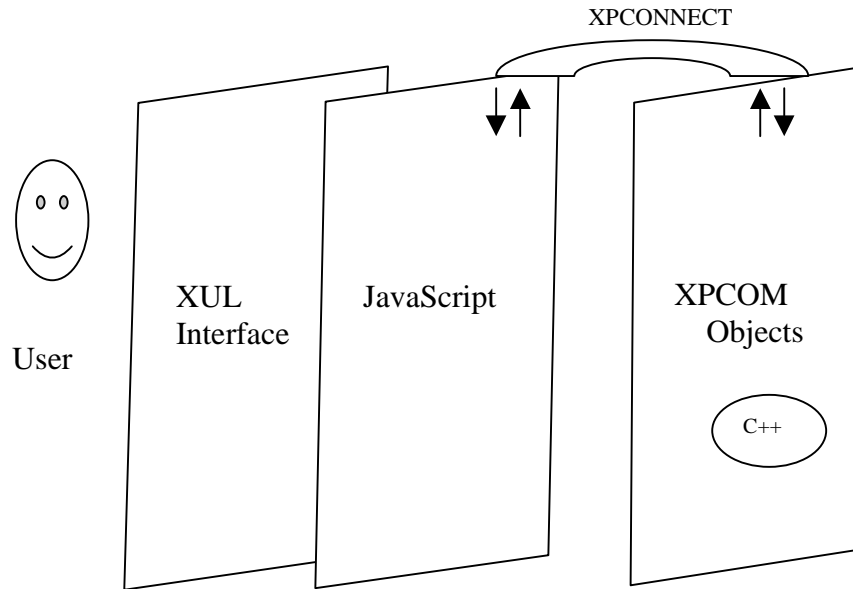 XPCONNECT
XUL
Interface
JavaScript
XPCOM
Objects
User
C++